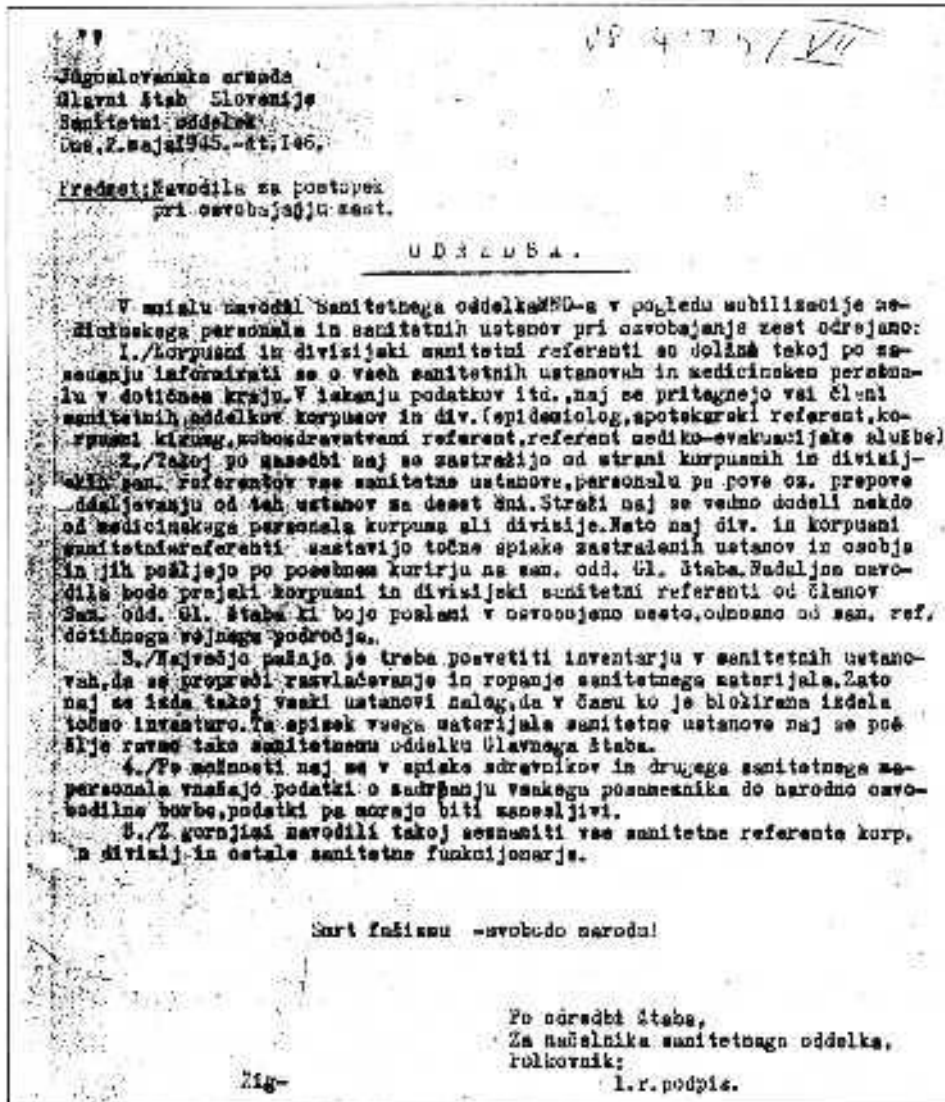 Jugoslovanska armada
Glavni štab Slovenije
Sanitetni oddelek
Dne,2.maja1945.-št.146.
Predmet:Navodila za postopek
pri osvobajanju mest.
ODREDBA.
V smislu navodil Sanitetnega oddelka v pogledu mobilizacije me-
dicinskega personala in sanitetnih ustanov pri osvobajanje mest odrejamo:
1./Korpusni in divizijski sanitetni referenti so dolžni takoj po za-
sedanju informirati se o vseh sanitetnih ustanovah in medicinskem persona-
lu v dotičnem kraju.V iskanju podatkov itd.,naj se pritegnejo vsi členi
sanitetnih oddelkov korpusov in div.(epidemiolog,apotekarski referent,ko-
rpusni kirurg,zobozdravstveni referent,referent mediko-evakuacijske službe)
2./Takoj po zasedbi naj se zastražijo od strani korpusnih in divizij-
skih san. referentov vse sanitetne ustanove,personalu pa pove oz. prepove
oddaljevanju od teh ustanov za deset dni.Straži naj se vedno dodeli nekdo
od medicinskega personala korpusa ali divizije.Nato naj div. in korpusni
sanitetni referenti sestavijo točne spiske zastraženih ustanov in osobja
in jih pošljejo po posebnem kurirju na san. odd. Gl. štaba.Nadaljna navo-
dila bodo prejeli korpusni in divizijski sanitetni referenti od članov
San. odd. Gl. štaba ki bojo poslani v osvobojeno mesto,odnosno od san. ref.
dotičnega vojnega področja.
3./Največjo pažnjo je treba posvetiti inventarju v sanitetnih ustano-
vah,da se prepreči razvlačevanje in ropanje sanitetnega materijala.Zato
naj se izda takoj vsaki ustanovi nalog,da v času ko je blokirana izdela
točno inventuro.Ta spisek vsega materijala sanitetne ustanove naj se poš
šlje ravno tako sanitetnemu oddelku Glavnega štaba.
4./Po možnosti naj se v spiske zdravnikov in drugega sanitetnega
personala vnašajo podatki o zadržanju vsakega posameznika do narodno osvo-
bodilne borbe,podatki pa morajo biti zanesljivi.
5./Z gornjimi navodili takoj seznaniti vse sanitetne referente korp.
n divizij in ostale sanitetne funkcijonarje.
Smrt fašizmu -svobodo narodu!
Po odredbi štaba,
Za načelnika sanitetnega oddelka,
Polkovnik:
Žig-
l.r.podpis.